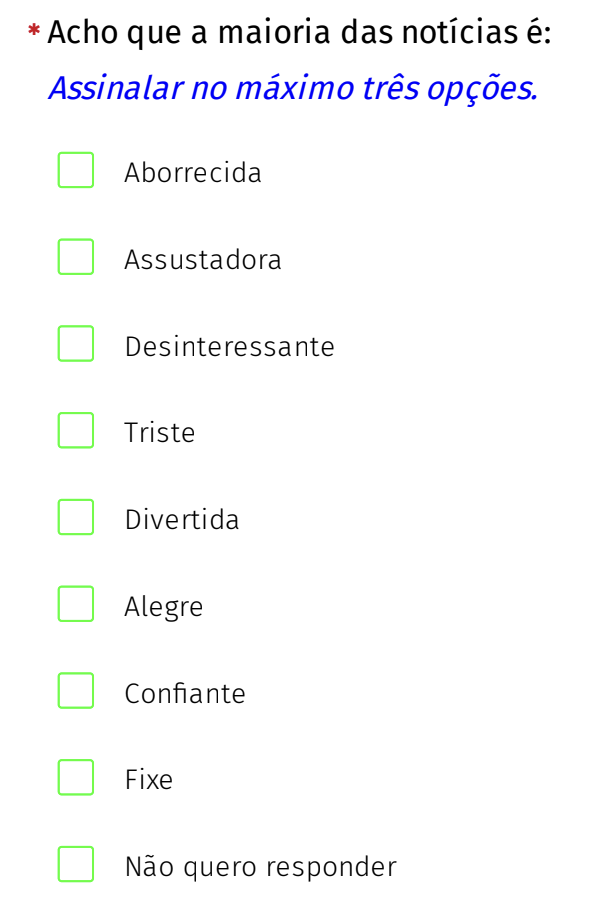 * Acho que a maioria das notícias é:
Assinalar no máximo três opções.
Aborrecida
Assustadora
Desinteressante
Triste
Divertida
Alegre
Confiante
Fixe
Não quero responder